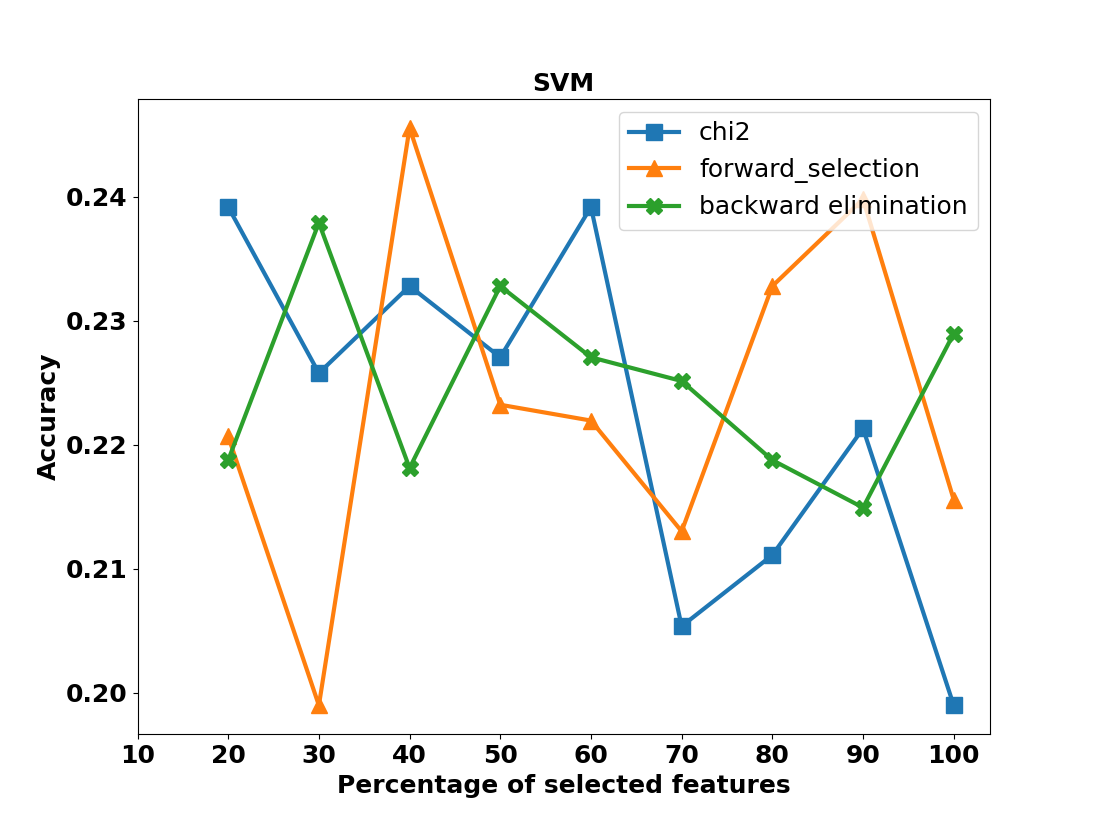 SVM
chi2
forward_selection
backward elimination
Accuracy
0.24
0.23
0.22
0.21
0.20
10 20 30 40 50 60 70 80 90 100
Percentage of selected features